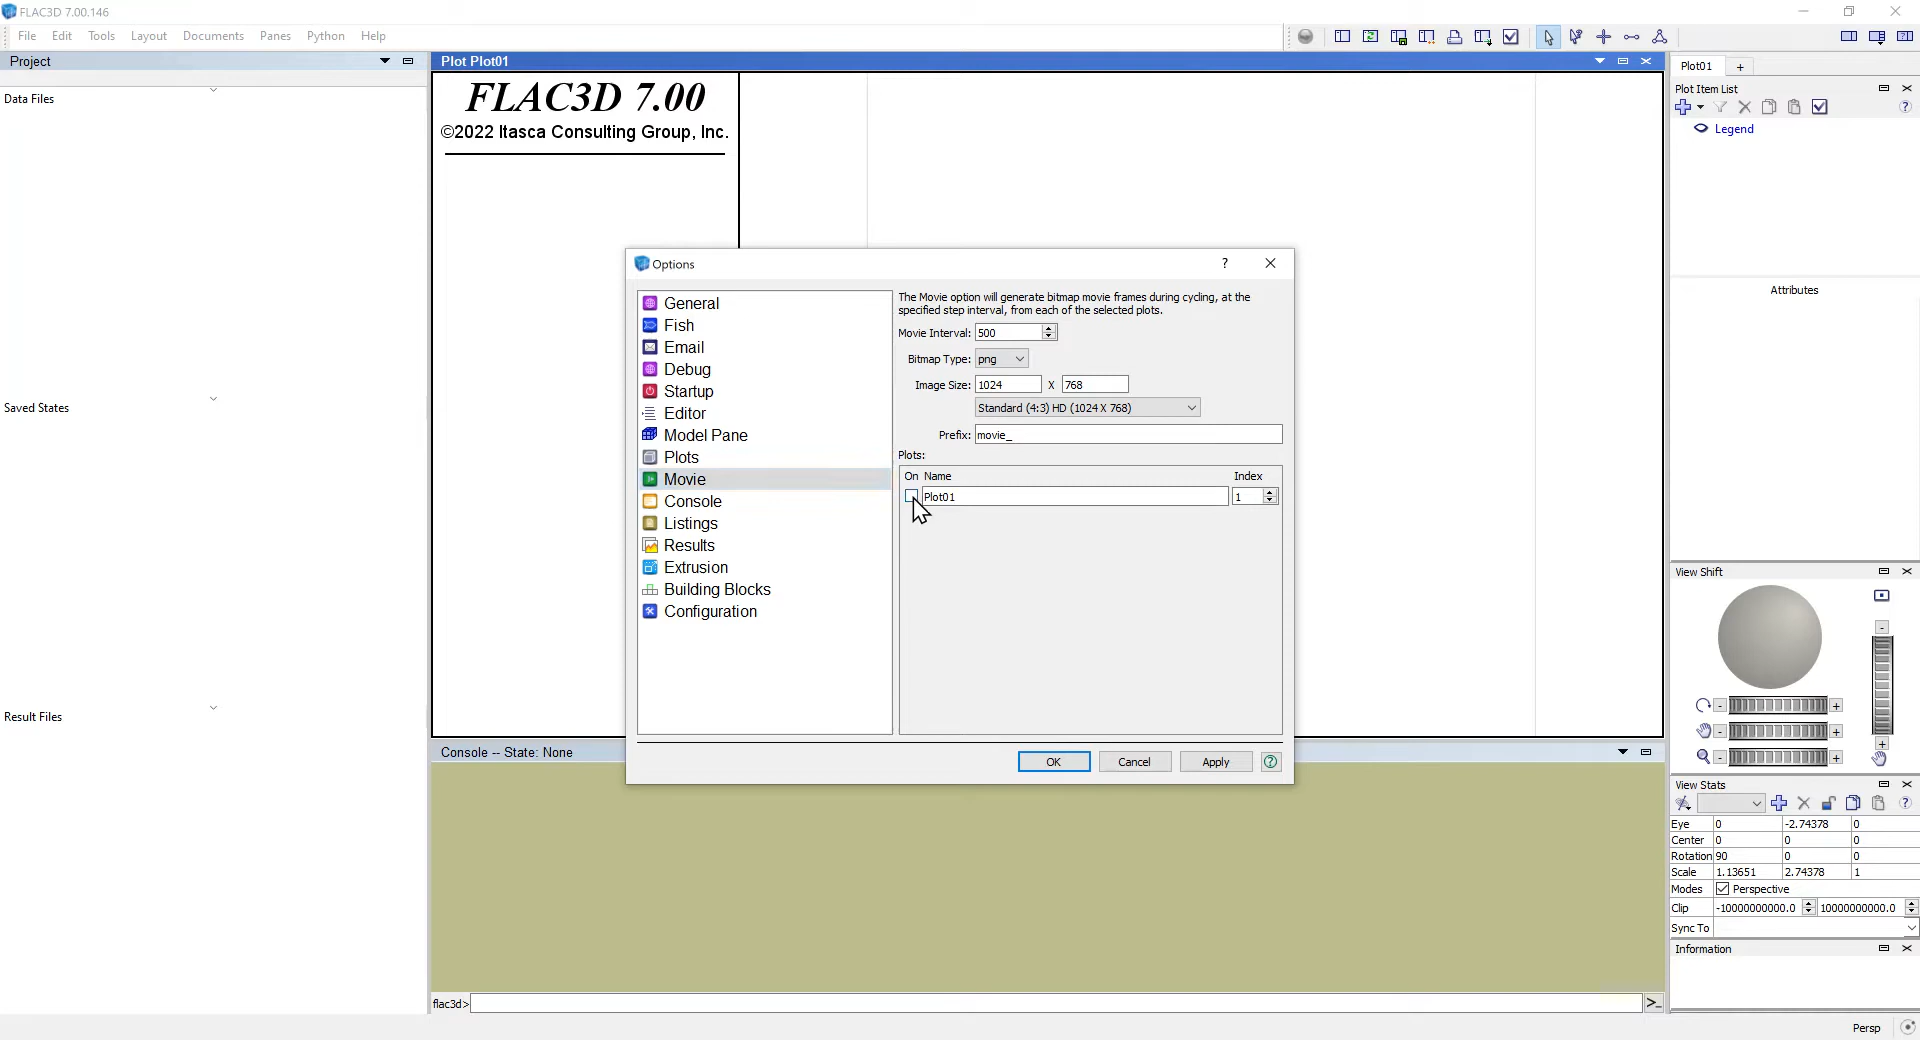 FLAC3D 7.00.146
File Edit Tools Layout Documents Panes Python Help
Project
Data Files
Saved States
Result Files
Plot Plot01
FLAC3D 7.00
©2022 Itasca Consulting Group, Inc.
Options
?
General
Fish
Email
Debug
Startup
Editor
Model Pane
Plots
Movie
Console
Listings
Results
Extrusion
Building Blocks
Configuration
The Movie option will generate bitmap movie frames during cycling, at the
specified step interval, from each of the selected plots.
Movie Interval: 500
Bitmap Type: png
Image Size: 1024 X 768
Standard (4:3) HD (1024 X 768)
Prefix: movie_
Plots:
On Name Index
Plot01 1
OK Cancel Apply ?
Console -- State: None
flac3d>
Plot01 +
Plot Item List
Legend
Attributes
View Shift
View Stats
Eye 0 -2.74378 0
Center 0 0 0
Rotation 90 0 0
Scale 1.13651 2.74378 1
Modes Perspective
Clip -10000000000.0 10000000000.0
Sync To
Information
Persp